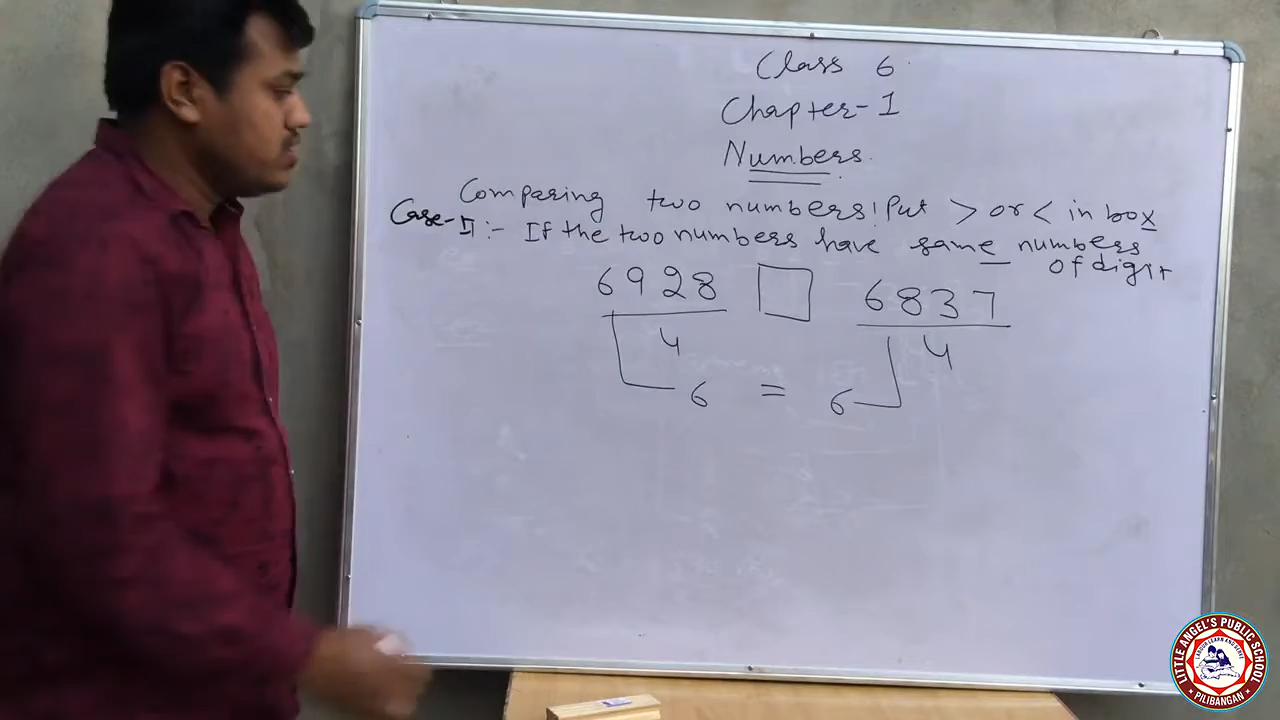 Class 6
Chapter-1
Numbers.
Comparing two numbers! Put > or < in box
Case-II :- If the two numbers have same numbers
of digit
6928 □ 6837
4 4
6 = 6
LITTLE ANGEL'S PUBLIC SCHOOL
PILIBANGAN